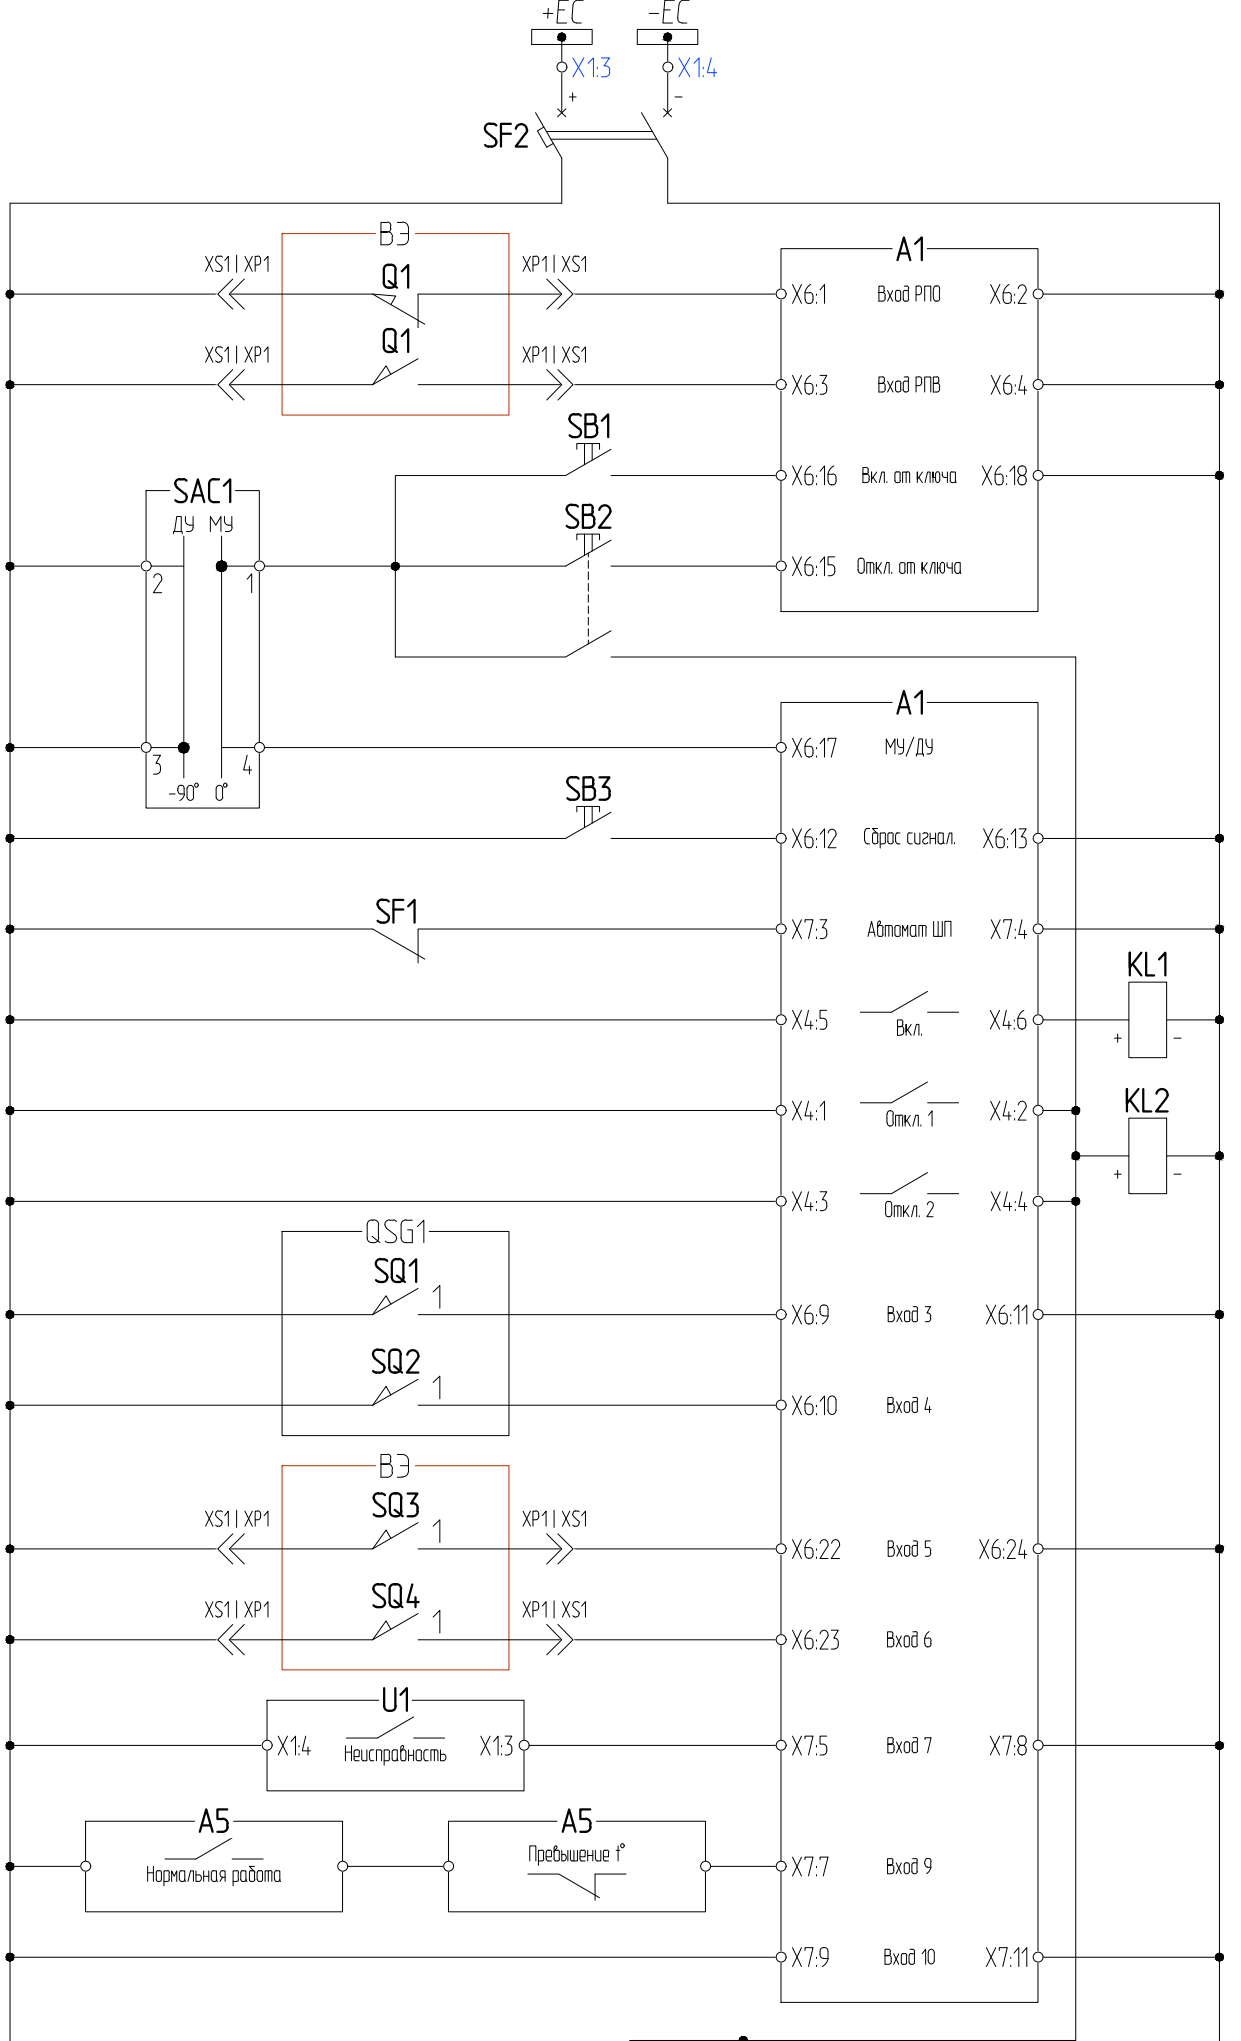 +ЕС -ЕС
X1:3 X1:4
+ -
SF2
ВЭ A1
XS1|XP1 Q1 XP1|XS1
X6:1 Вход РПО X6:2
XS1|XP1 Q1 XP1|XS1
X6:3 Вход РПВ X6:4
SB1
X6:16 Вкл. от ключа X6:18
SAC1
ДУ МУ
SB2
2 1
X6:15 Откл. от ключа
A1
X6:17 МУ/ДУ
3 4
-90° 0°
SB3
X6:12 Сброс сигнал. X6:13
SF1
X7:3 Автомат ШП X7:4
KL1
X4:5 Вкл. X4:6
+ -
KL2
X4:1 Откл. 1 X4:2
+ -
X4:3 Откл. 2 X4:4
QSG1
SQ1 1
X6:9 Вход 3 X6:11
SQ2 1
X6:10 Вход 4
ВЭ
XS1|XP1 SQ3 1 XP1|XS1
X6:22 Вход 5 X6:24
XS1|XP1 SQ4 1 XP1|XS1
X6:23 Вход 6
U1
X1:4 Неисправность X1:3
X7:5 Вход 7 X7:8
A5 A5
Нормальная работа
Превышение t°
X7:7 Вход 9
X7:9 Вход 10 X7:11